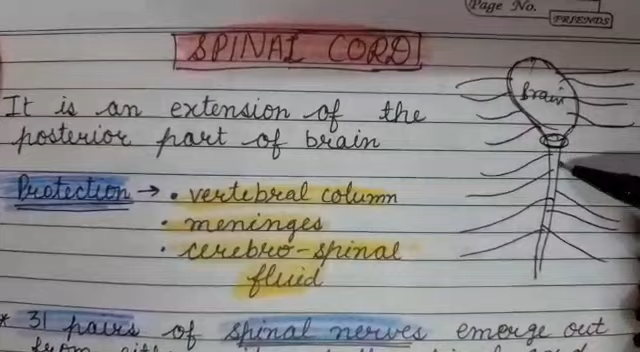 Page No.
FRIENDS
SPINAL CORD
brain
It is an extension of the
posterior part of brain
Protection → • vertebral column
• meninges
• cerebro-spinal
fluid
* 31 pairs of spinal nerves emerge out
from